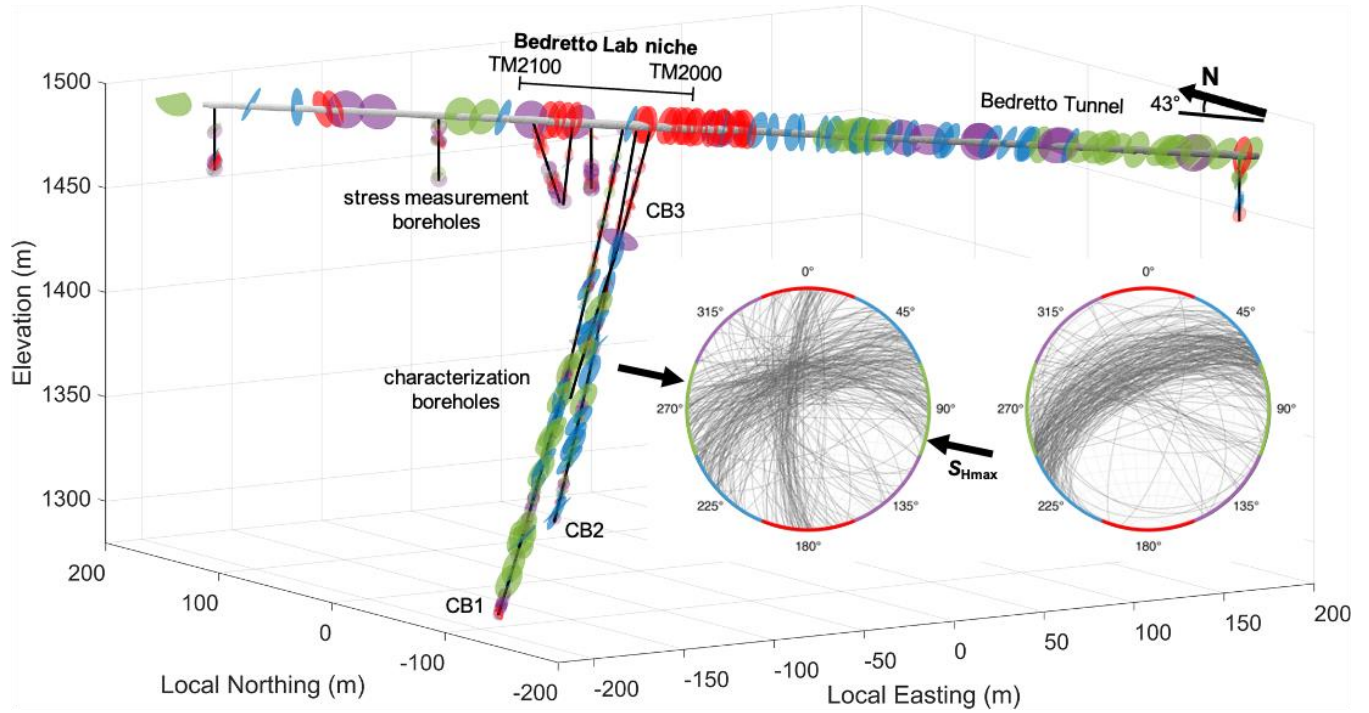 Bedretto Lab niche
TM2100
TM2000
N
43°
Bedretto Tunnel
1500
1450
1400
1350
1300
Elevation (m)
stress measurement
boreholes
CB3
characterization
boreholes
CB2
CB1
0°
45°
90°
135°
180°
225°
270°
315°
SHmax
0°
45°
90°
135°
180°
225°
270°
315°
200
100
0
-100
-200
Local Northing (m)
-200
-150
-100
-50
0
50
100
150
200
Local Easting (m)